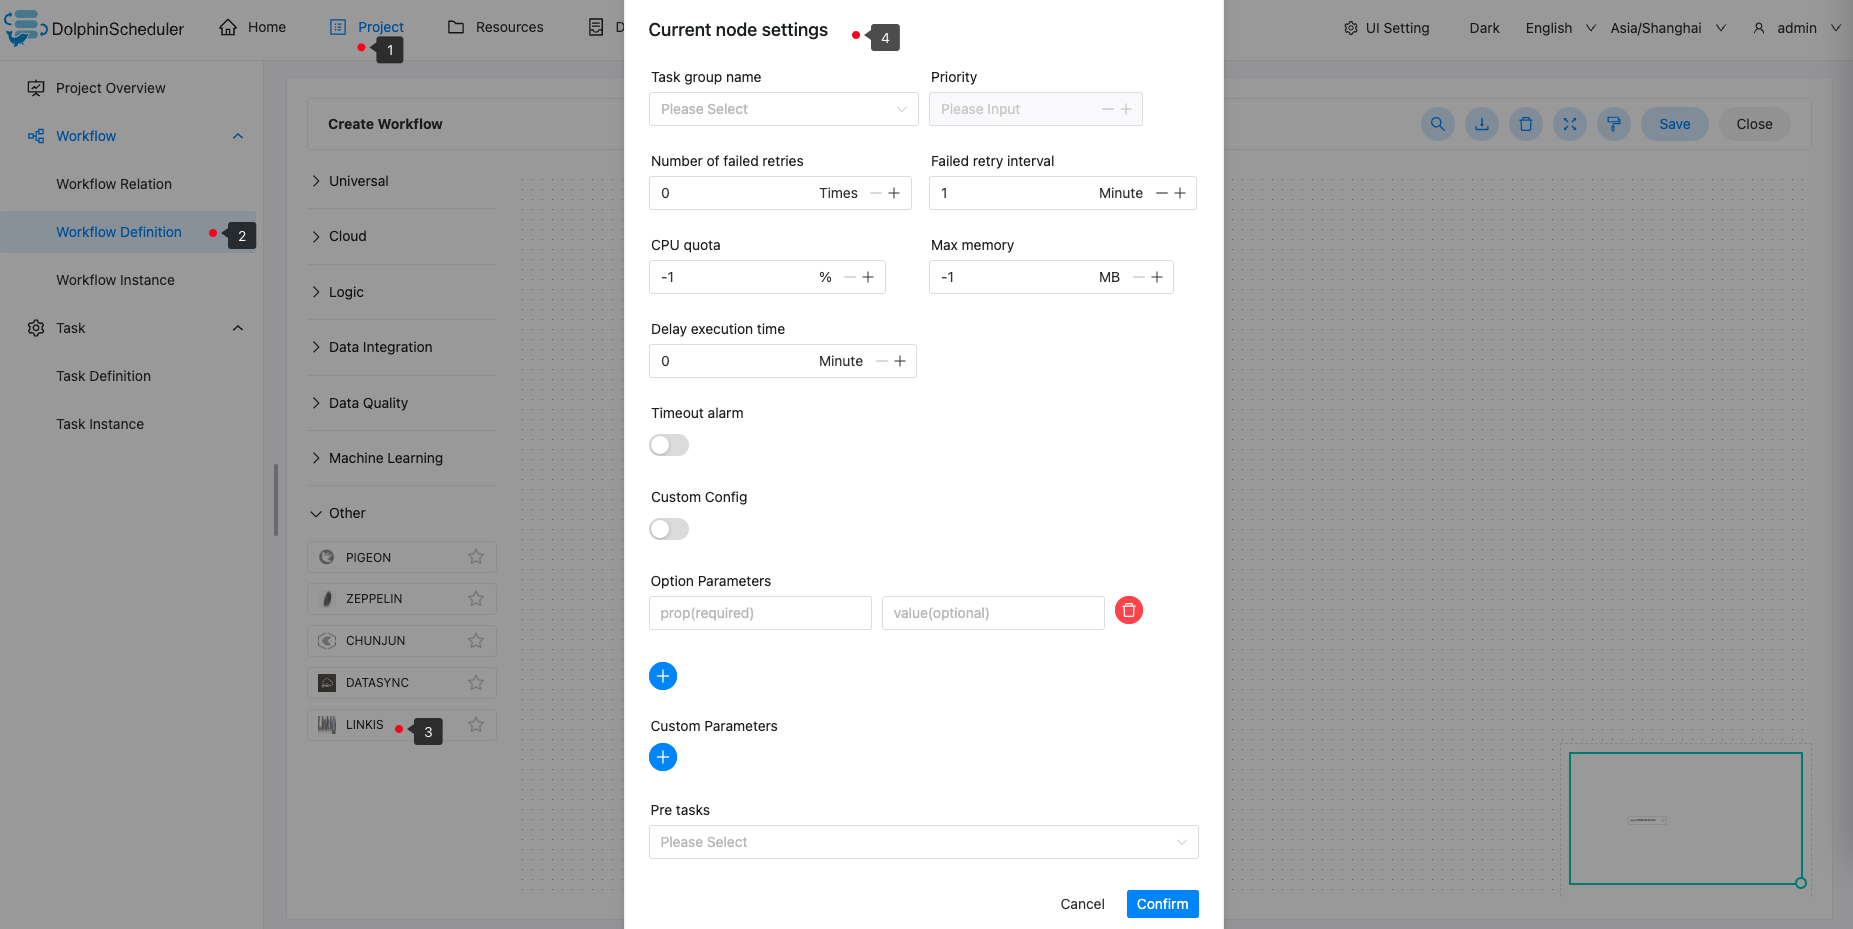 DolphinScheduler
Home
Project
Resources
D
UI Setting
Dark
English
Asia/Shanghai
admin
1
Project Overview
Workflow
Workflow Relation
Workflow Definition
2
Workflow Instance
Task
Task Definition
Task Instance
Create Workflow
Save
Close
Universal
Cloud
Logic
Data Integration
Data Quality
Machine Learning
Other
PIGEON
ZEPPELIN
CHUNJUN
DATASYNC
LINKIS
3
Current node settings
4
Task group name
Priority
Please Select
Please Input
Number of failed retries
Failed retry interval
0 Times
1 Minute
CPU quota
Max memory
-1 %
-1 MB
Delay execution time
0 Minute
Timeout alarm
Custom Config
Option Parameters
prop(required)
value(optional)
Custom Parameters
Pre tasks
Please Select
Cancel
Confirm